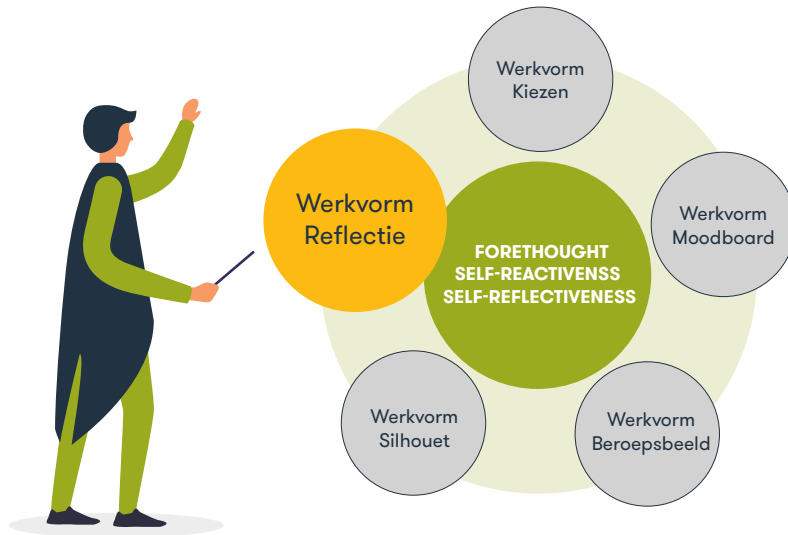 Werkvorm
Kiezen
Werkvorm
Reflectie
Werkvorm
Moodboard
FORETHOUGHT
SELF-REACTIVENSS
SELF-REFLECTIVENESS
Werkvorm
Silhouet
Werkvorm
Beroepsbeeld